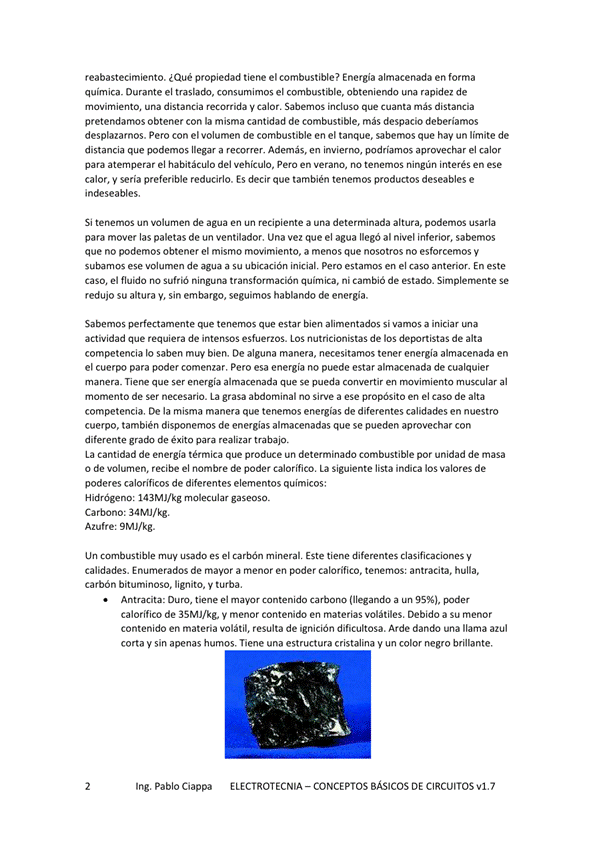 reabastecimiento. ¿Qué propiedad tiene el combustible? Energía almacenada en forma
química. Durante el traslado, consumimos el combustible, obteniendo una rapidez de
movimiento, una distancia recorrida y calor. Sabemos incluso que cuanta más distancia
pretendamos obtener con la misma cantidad de combustible, más despacio deberíamos
desplazarnos. Pero con el volumen de combustible en el tanque, sabemos que hay un límite de
distancia que podemos llegar a recorrer. Además, en invierno, podríamos aprovechar el calor
para atemperar el habitáculo del vehículo, Pero en verano, no tenemos ningún interés en ese
calor, y sería preferible reducirlo. Es decir que también tenemos productos deseables e
indeseables.
Si tenemos un volumen de agua en un recipiente a una determinada altura, podemos usarla
para mover las paletas de un ventilador. Una vez que el agua llegó al nivel inferior, sabemos
que no podemos obtener el mismo movimiento, a menos que nosotros no esforcemos y
subamos ese volumen de agua a su ubicación inicial. Pero estamos en el caso anterior. En este
caso, el fluido no sufrió ninguna transformación química, ni cambió de estado. Simplemente se
redujo su altura y, sin embargo, seguimos hablando de energía.
Sabemos perfectamente que tenemos que estar bien alimentados si vamos a iniciar una
actividad que requiera de intensos esfuerzos. Los nutricionistas de los deportistas de alta
competencia lo saben muy bien. De alguna manera, necesitamos tener energía almacenada en
el cuerpo para poder comenzar. Pero esa energía no puede estar almacenada de cualquier
manera. Tiene que ser energía almacenada que se pueda convertir en movimiento muscular al
momento de ser necesario. La grasa abdominal no sirve a ese propósito en el caso de alta
competencia. De la misma manera que tenemos energías de diferentes calidades en nuestro
cuerpo, también disponemos de energías almacenadas que se pueden aprovechar con
diferente grado de éxito para realizar trabajo.
La cantidad de energía térmica que produce un determinado combustible por unidad de masa
o de volumen, recibe el nombre de poder calorífico. La siguiente lista indica los valores de
poderes caloríficos de diferentes elementos químicos:
Hidrógeno: 143MJ/kg molecular gaseoso.
Carbono: 34MJ/kg.
Azufre: 9MJ/kg.
Un combustible muy usado es el carbón mineral. Este tiene diferentes clasificaciones y
calidades. Enumerados de mayor a menor en poder calorífico, tenemos: antracita, hulla,
carbón bituminoso, lignito, y turba.
• Antracita: Duro, tiene el mayor contenido carbono (llegando a un 95%), poder
calorífico de 35MJ/kg, y menor contenido en materias volátiles. Debido a su menor
contenido en materia volátil, resulta de ignición dificultosa. Arde dando una llama azul
corta y sin apenas humos. Tiene una estructura cristalina y un color negro brillante.
2 Ing. Pablo Ciappa ELECTROTECNIA – CONCEPTOS BÁSICOS DE CIRCUITOS v1.7